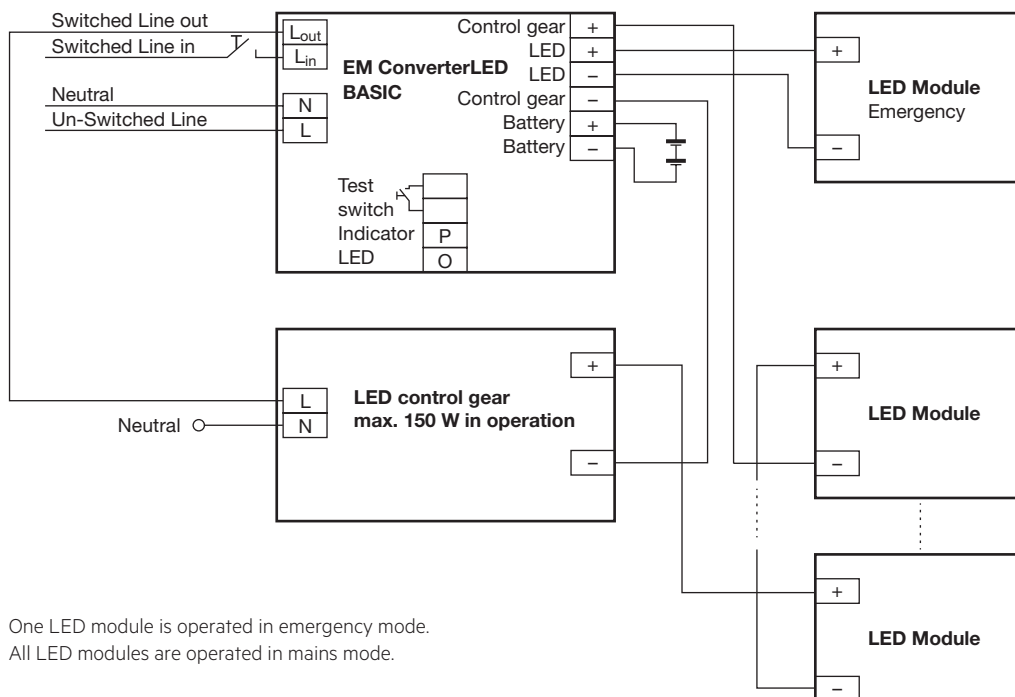 Switched Line out
Switched Line in
Neutral
Un-Switched Line
Lout
Lin
N
L
EM ConverterLED
BASIC
Control gear +
LED +
LED –
Control gear –
Battery +
Battery –
Test
switch
Indicator P
LED O
+
LED Module
Emergency
–
L
N
Neutral
LED control gear
max. 150 W in operation
+
–
+
LED Module
–
+
LED Module
–
One LED module is operated in emergency mode.
All LED modules are operated in mains mode.